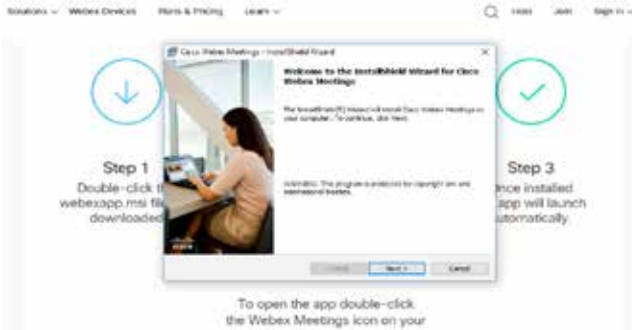 Solutions Webex Devices Plans & Pricing Learn Host Join Sign In
Cisco Webex Meetings - InstallShield Wizard
Welcome to the InstallShield Wizard for Cisco
Webex Meetings
The InstallShield(R) Wizard will install Cisco Webex Meetings on
your computer. To continue, click Next.
WARNING: This program is protected by copyright law and
international treaties.
Next > Cancel
Step 1
Double-click
webexapp.msi
downloaded
Step 3
once installed
app will launch
automatically
To open the app double-click
the Webex Meetings icon on your